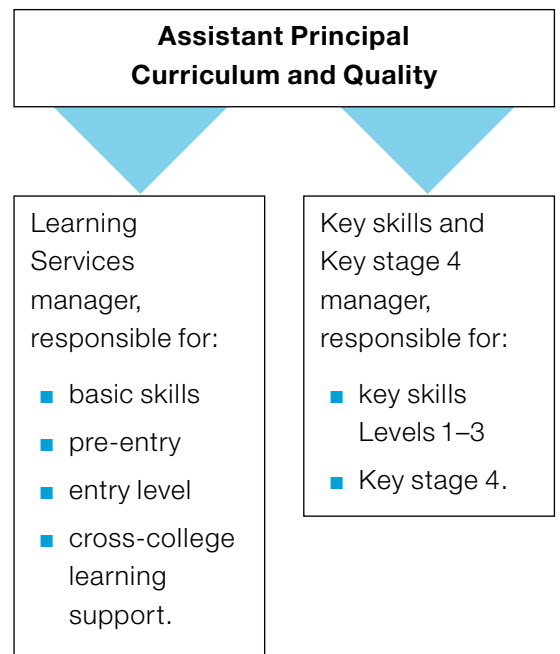 Assistant Principal
Curriculum and Quality
Learning
Services
manager,
responsible for:
■ basic skills
■ pre-entry
■ entry level
■ cross-college
learning
support.
Key skills and
Key stage 4
manager,
responsible for:
■ key skills
Levels 1–3
■ Key stage 4.